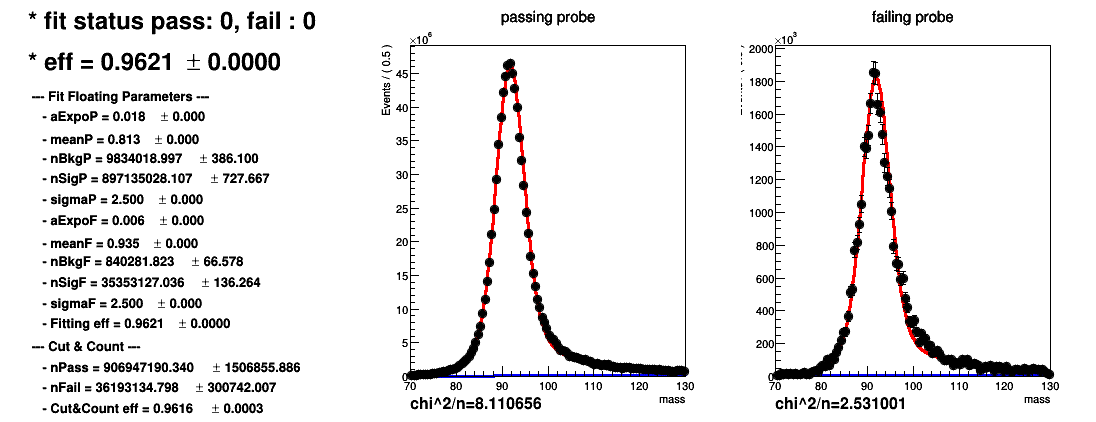 * fit status pass: 0, fail : 0
* eff = 0.9621 ± 0.0000
--- Fit Floating Parameters ---
- aExpoP = 0.018 ± 0.000
- meanP = 0.813 ± 0.000
- nBkgP = 9834018.997 ± 386.100
- nSigP = 897135028.107 ± 727.667
- sigmaP = 2.500 ± 0.000
- aExpoF = 0.006 ± 0.000
- meanF = 0.935 ± 0.000
- nBkgF = 840281.823 ± 66.578
- nSigF = 35353127.036 ± 136.264
- sigmaF = 2.500 ± 0.000
- Fitting eff = 0.9621 ± 0.0000
--- Cut & Count ---
- nPass = 906947190.340 ± 1506855.886
- nFail = 36193134.798 ± 300742.007
- Cut&Count eff = 0.9616 ± 0.0003
passing probe
×10^6
Events / ( 0.5 )
45
40
35
30
25
20
15
10
5
0
70 80 90 100 110 120 130
mass
chi^2/n=8.110656
failing probe
×10^3
2000
1800
1600
1400
1200
1000
800
600
400
200
0
70 80 90 100 110 120 130
mass
chi^2/n=2.531001